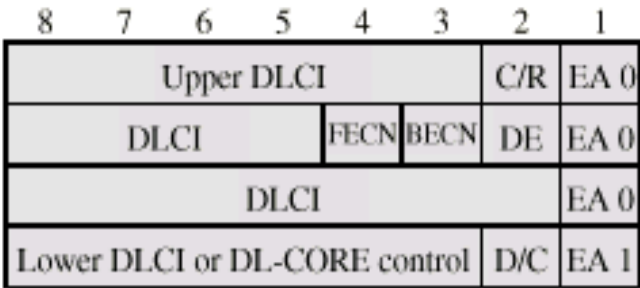 8 7 6 5 4 3 2 1
Upper DLCI C/R EA 0
DLCI FECN BECN DE EA 0
DLCI EA 0
Lower DLCI or DL-CORE control D/C EA 1